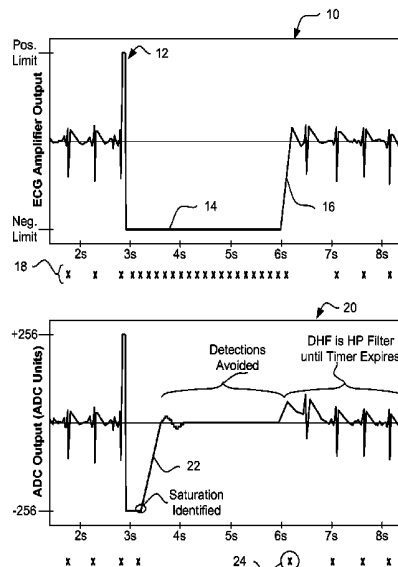 10
Pos.
Limit
12
ECG Amplifier Output
14
16
Neg.
Limit
2s 3s 4s 5s 6s 7s 8s
18
x x x x x x x x x x x x x x x x x x x x x x x x x x
20
+256
ADC Output (ADC Units)
Detections
Avoided
DHF is HP Filter
until Timer Expires
22
Saturation
Identified
-256
2s 3s 4s 5s 6s 7s 8s
x x x x x x x x
24